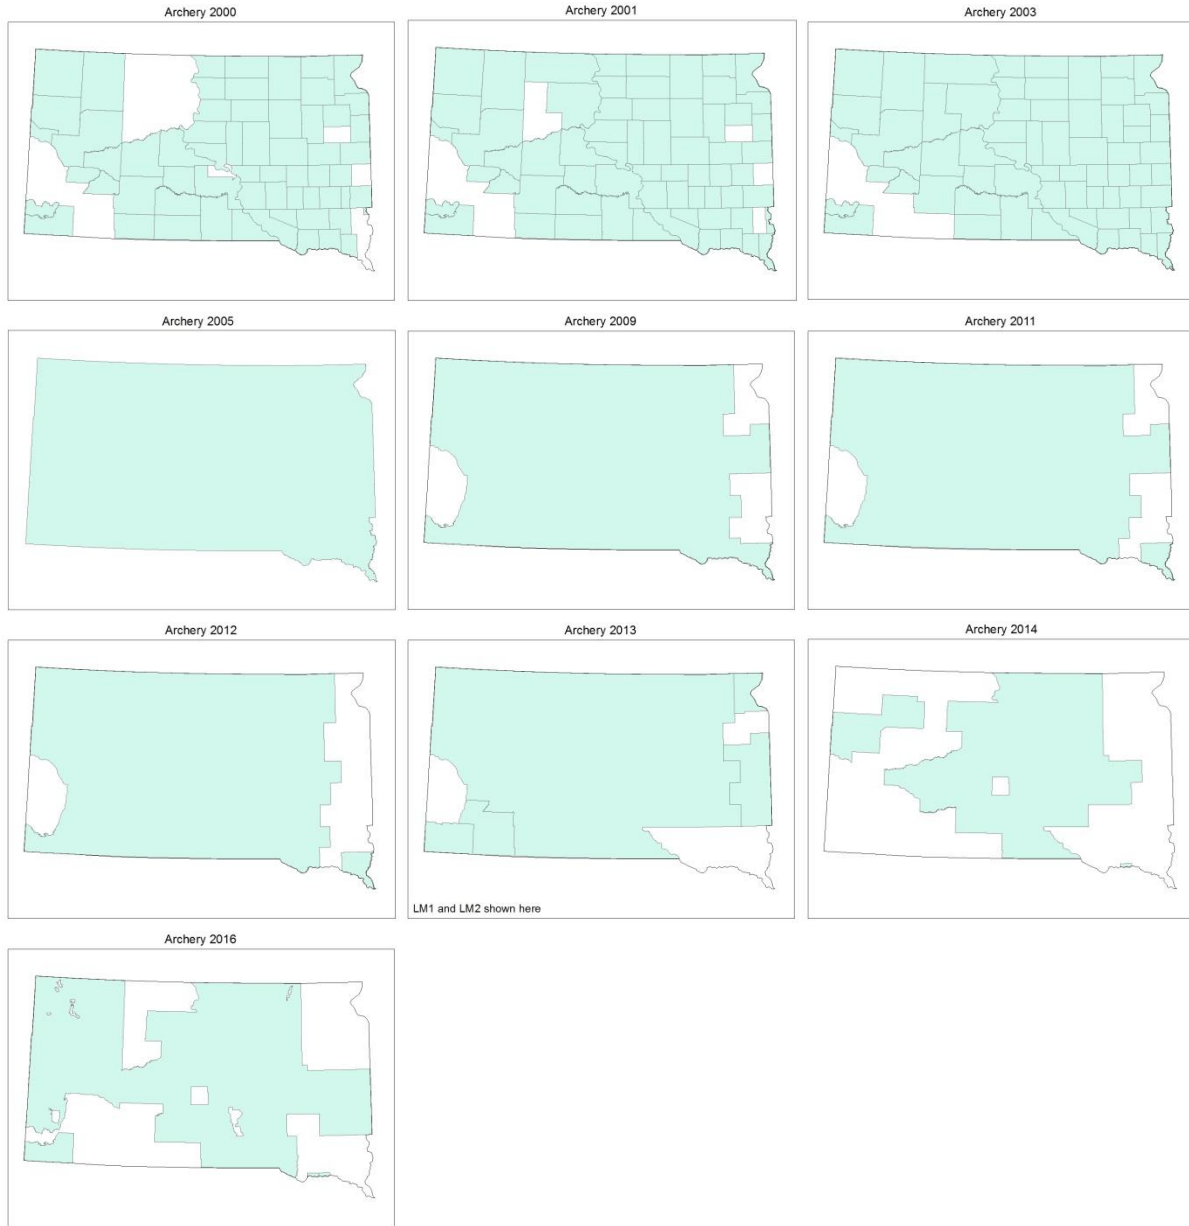 Archery 2000
Archery 2001
Archery 2003
Archery 2005
Archery 2009
Archery 2011
Archery 2012
Archery 2013
Archery 2014
LM1 and LM2 shown here
Archery 2016